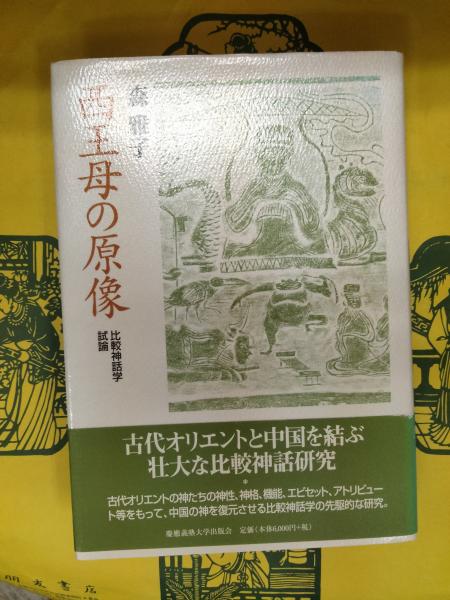 西王母の原像
比較神話学
試論
森 雅子
古代オリエントと中国を結ぶ
壮大な比較神話研究
*
古代オリエントの神たちの神性、神格、機能、エピセット、アトリビュー
ト等をもって、中国の神を復元させる比較神話学の先駆的な研究。
慶應義塾大学出版会 定価(本体6,000円+税)
朋友書店